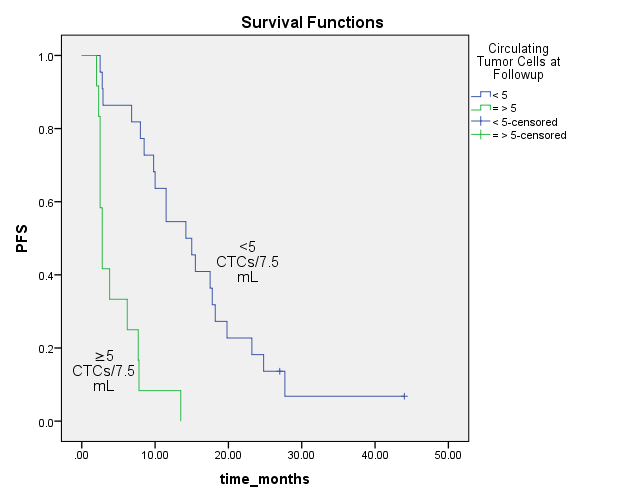 Survival Functions
Circulating
Tumor Cells at
Followup
< 5
= > 5
< 5-censored
= > 5-censored
1.0
0.8
0.6
0.4
0.2
0.0
PFS
<5
CTCs/7.5
mL
≥5
CTCs/7.5
mL
.00
10.00
20.00
30.00
40.00
50.00
time_months